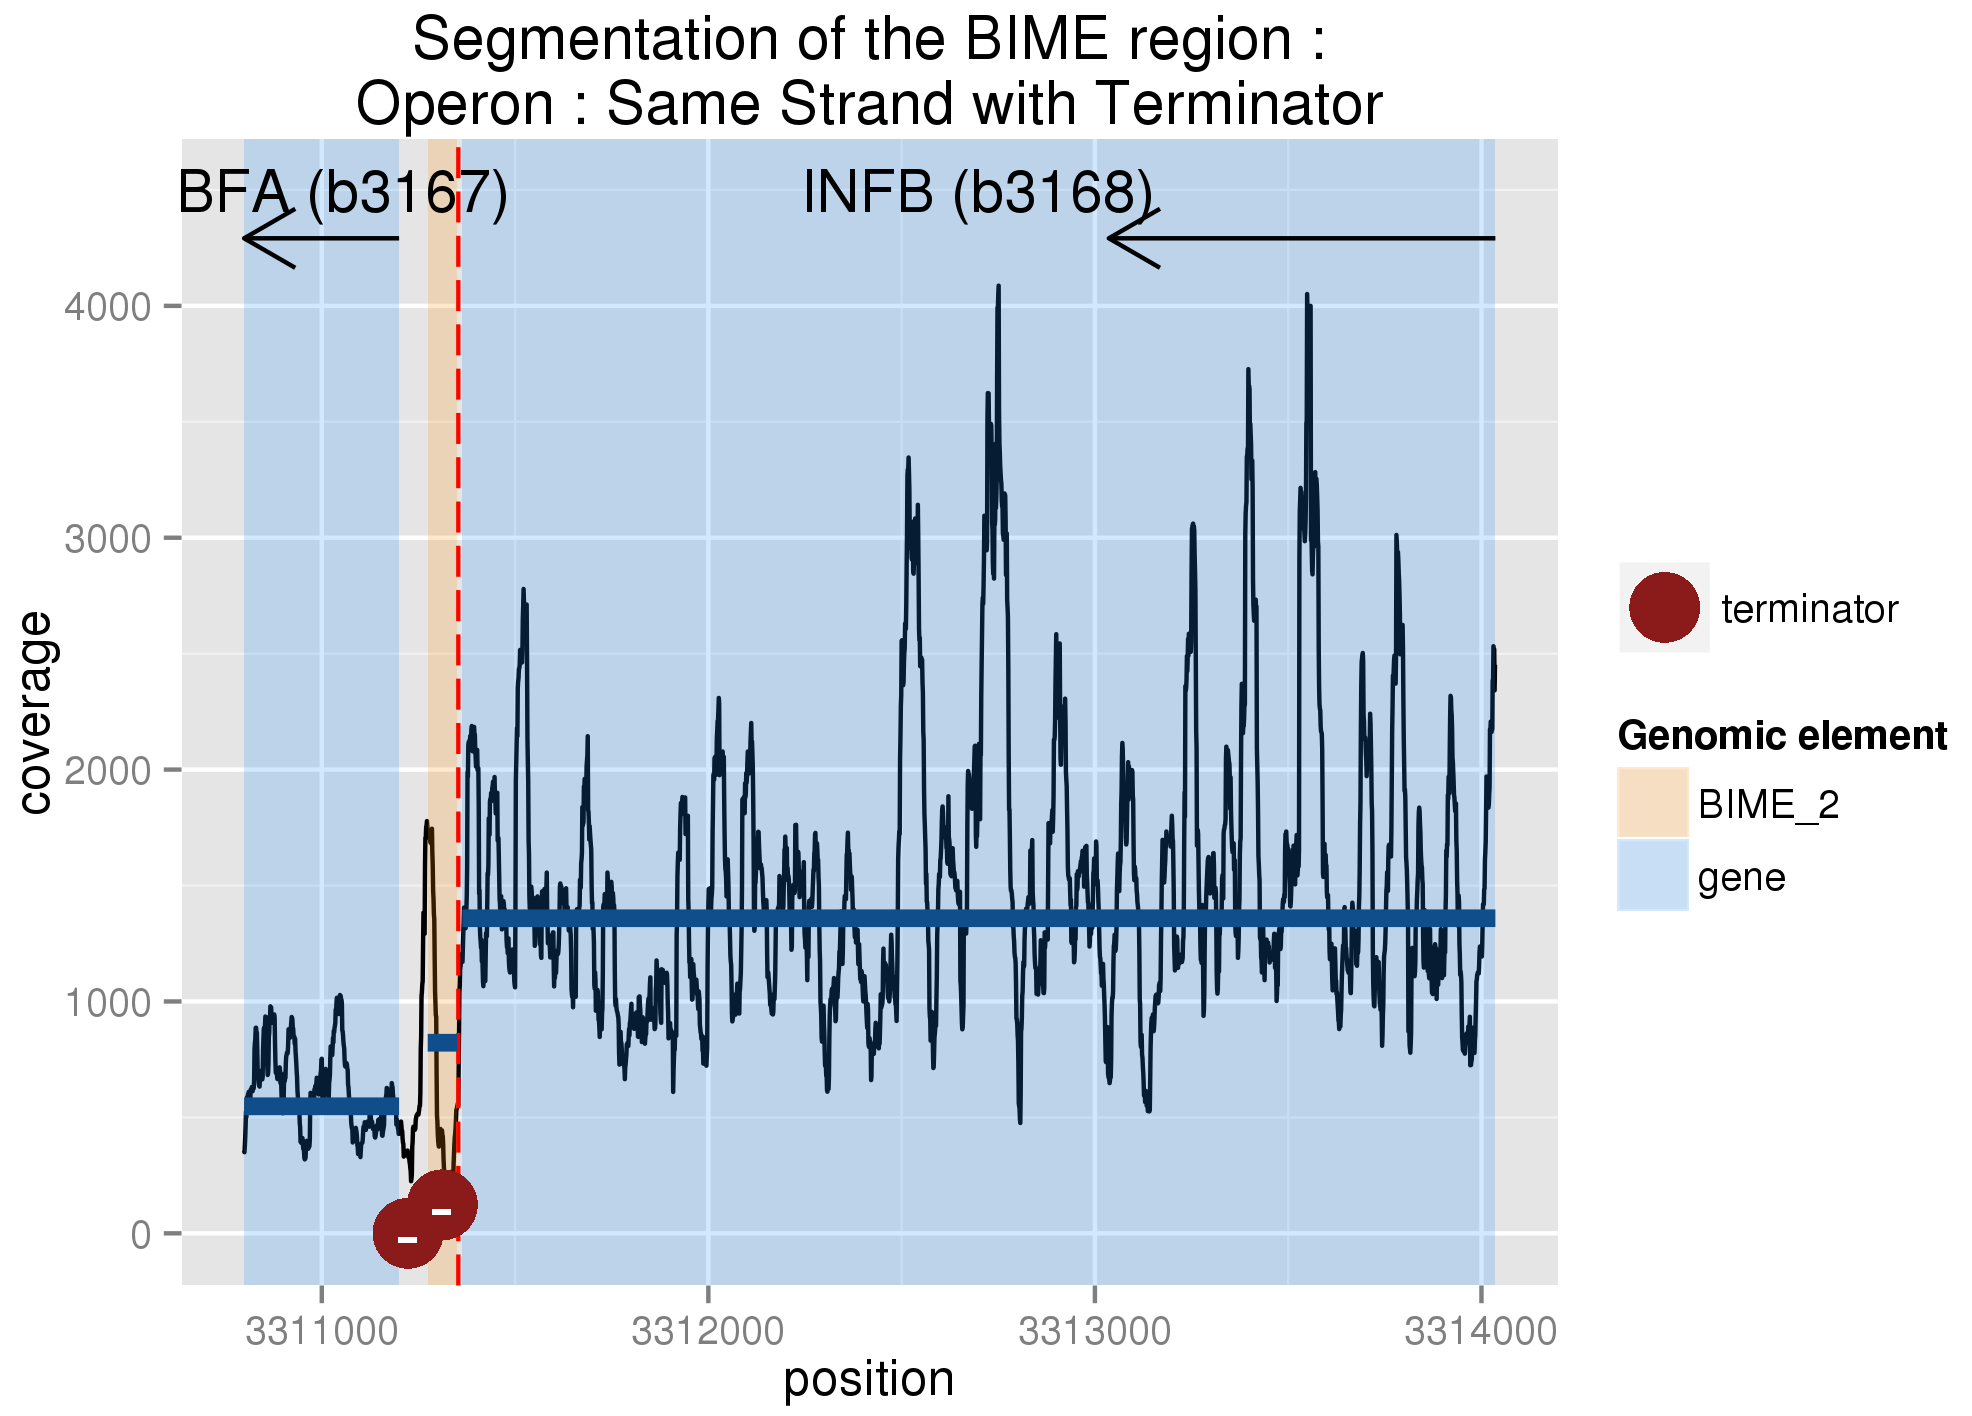 Segmentation of the BIME region :
Operon : Same Strand with Terminator
BFA (b3167)
INFB (b3168)
4000
3000
2000
1000
0
coverage
3311000
3312000
3313000
3314000
position
terminator
Genomic element
BIME_2
gene